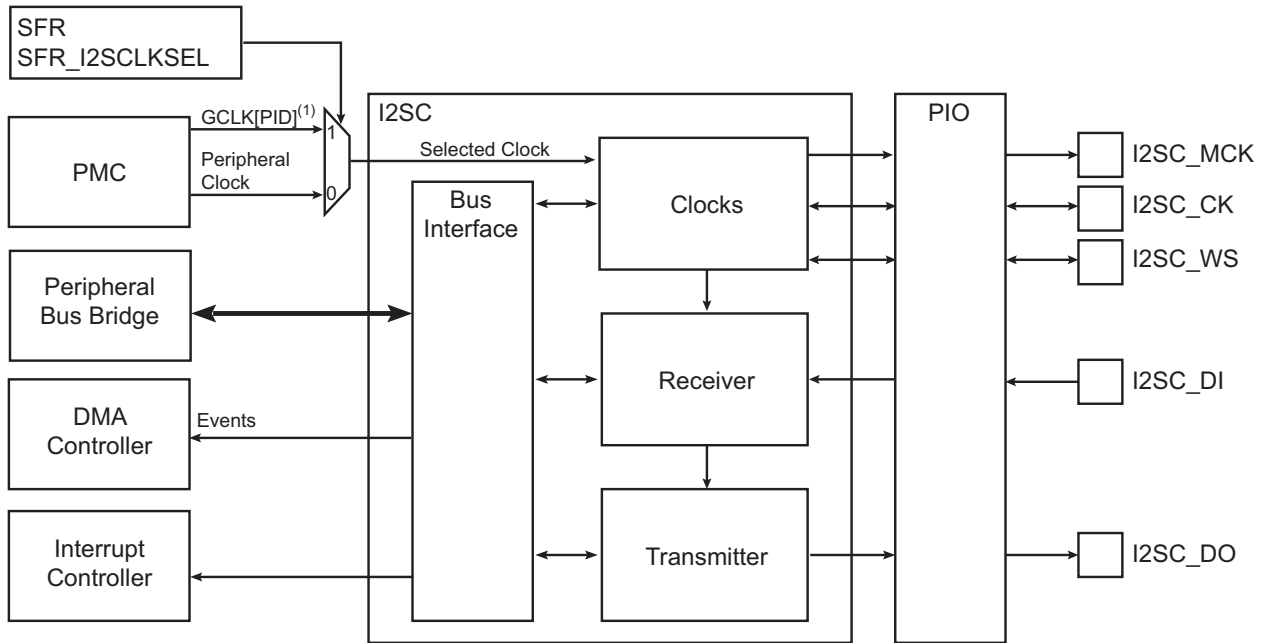 SFR
SFR_I2SCLKSEL
PMC
GCLK[PID](1)
Peripheral
Clock
1
0
I2SC
Selected Clock
Bus
Interface
Clocks
PIO
I2SC_MCK
I2SC_CK
I2SC_WS
Peripheral
Bus Bridge
Receiver
I2SC_DI
DMA
Controller
Events
Interrupt
Controller
Transmitter
I2SC_DO